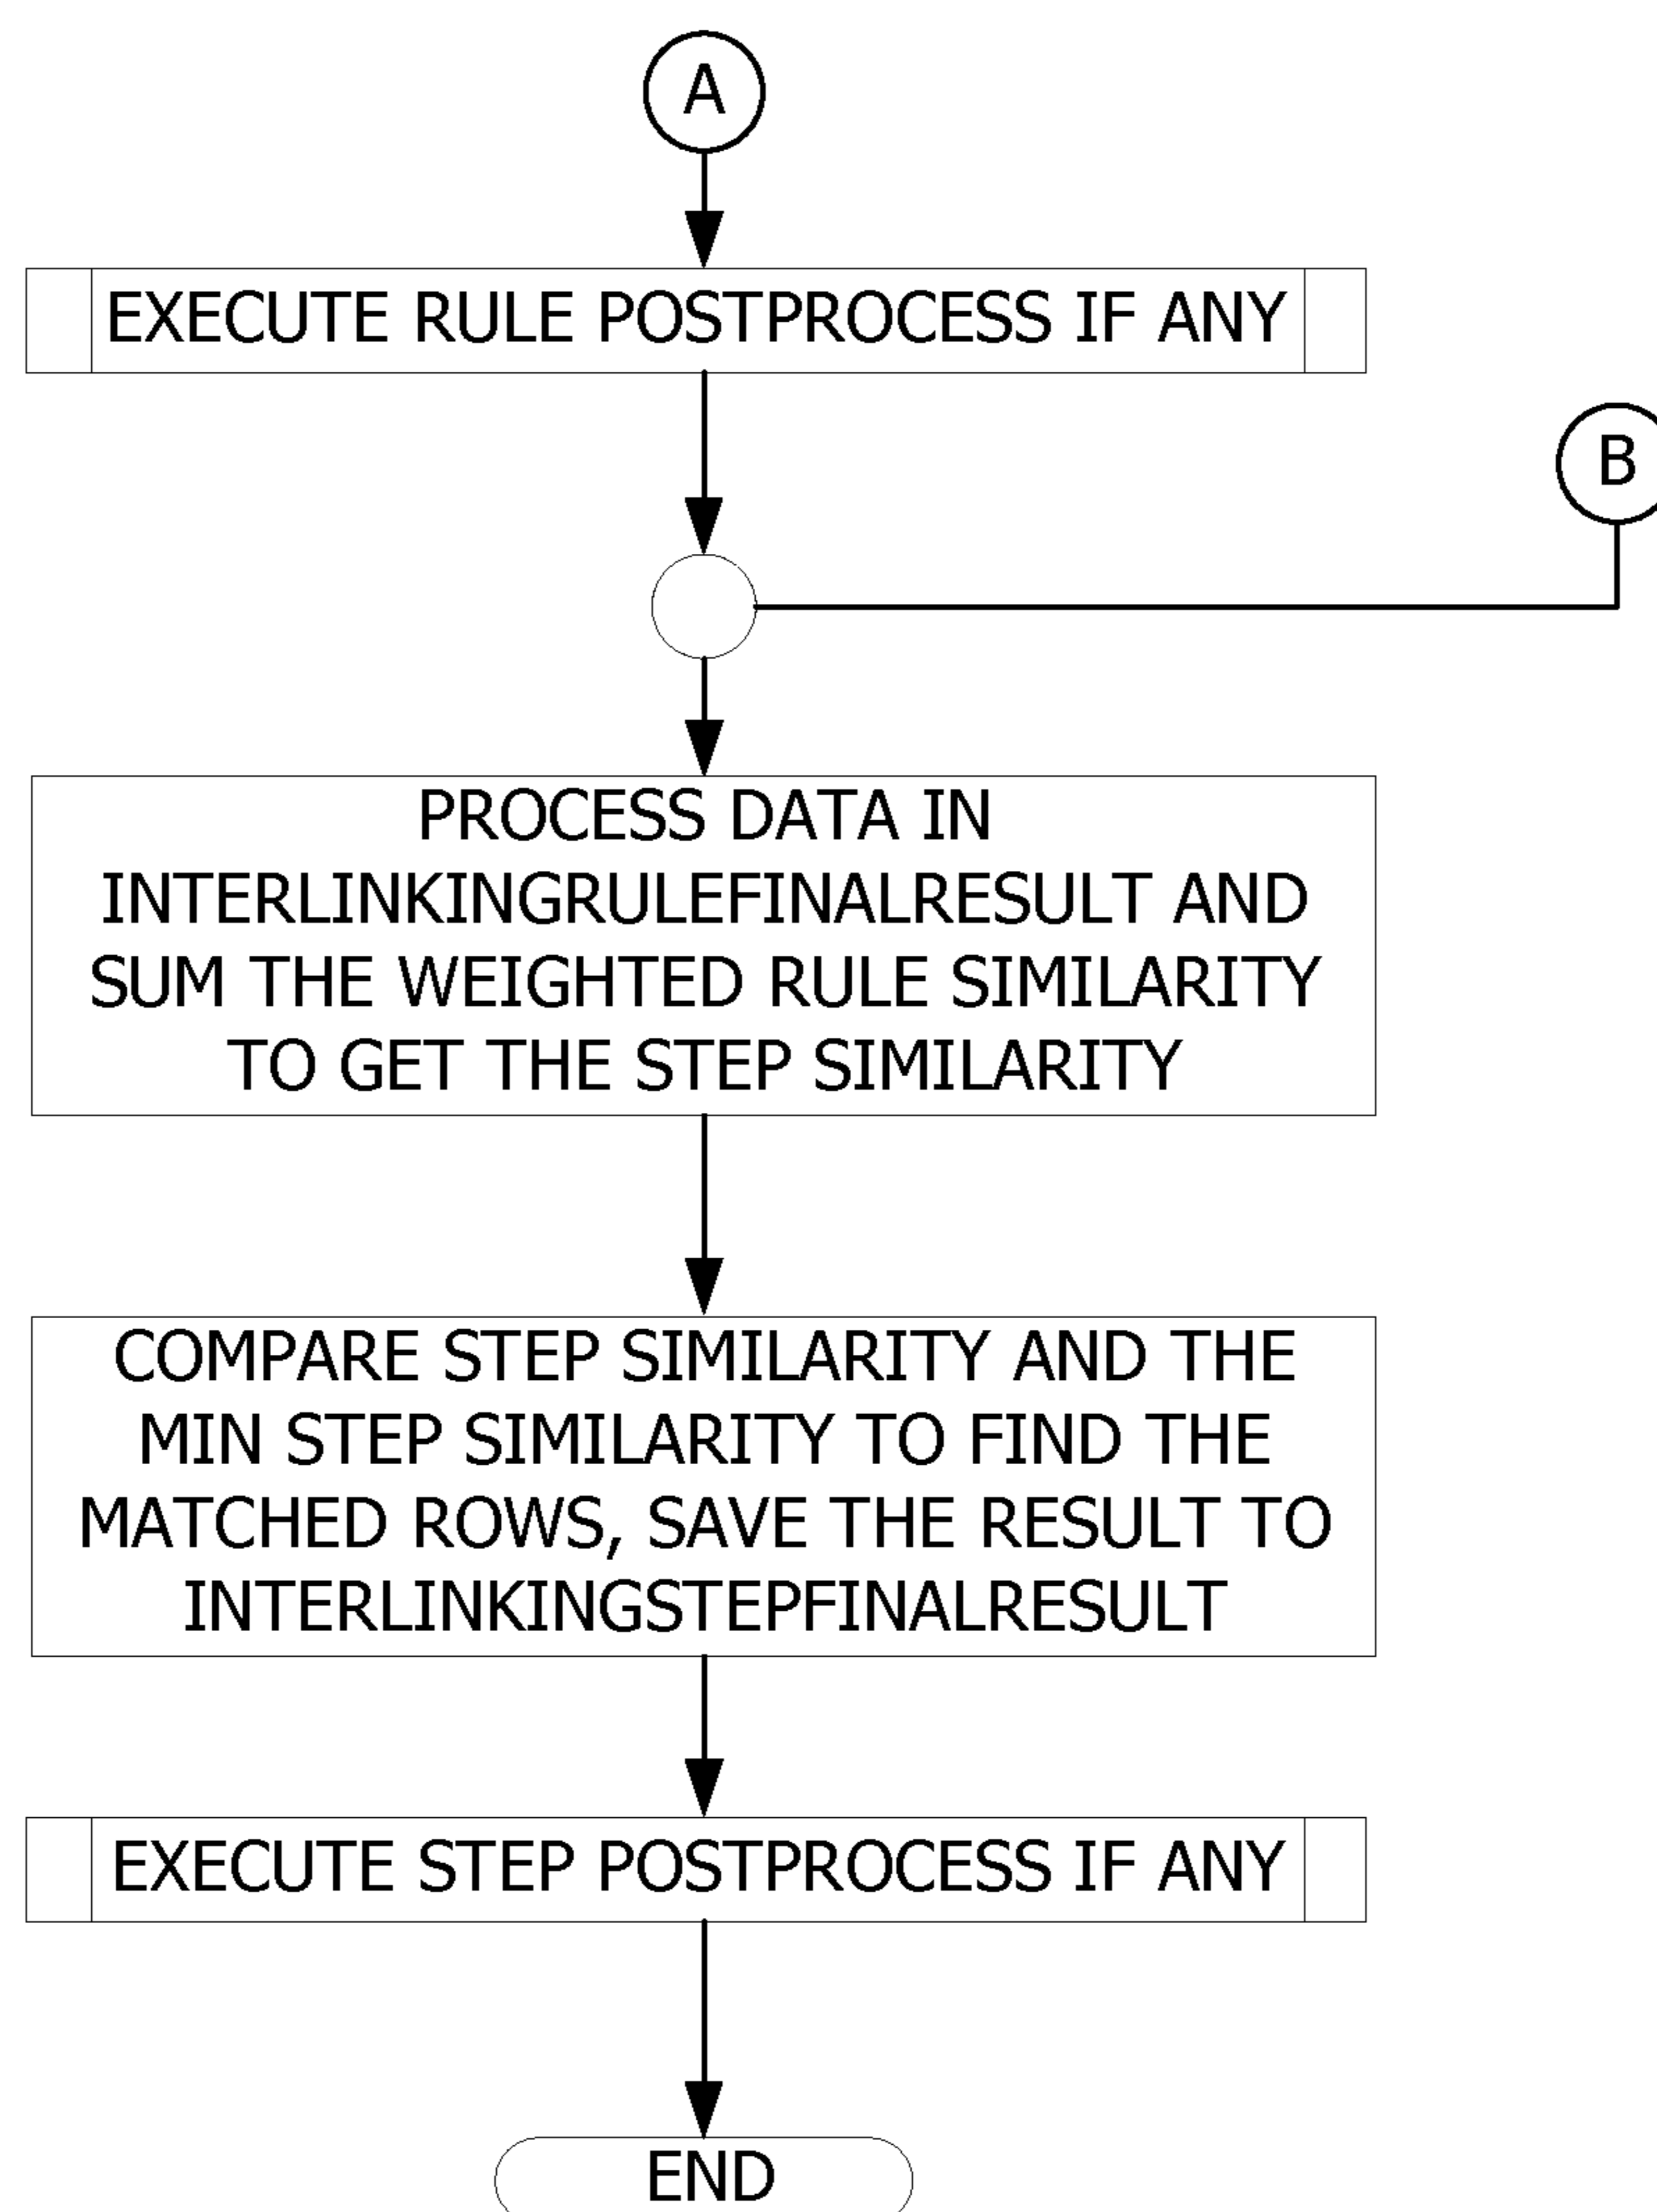 A
EXECUTE RULE POSTPROCESS IF ANY
B
PROCESS DATA IN
INTERLINKINGRULEFINALRESULT AND
SUM THE WEIGHTED RULE SIMILARITY
TO GET THE STEP SIMILARITY
COMPARE STEP SIMILARITY AND THE
MIN STEP SIMILARITY TO FIND THE
MATCHED ROWS, SAVE THE RESULT TO
INTERLINKINGSTEPFINALRESULT
EXECUTE STEP POSTPROCESS IF ANY
END